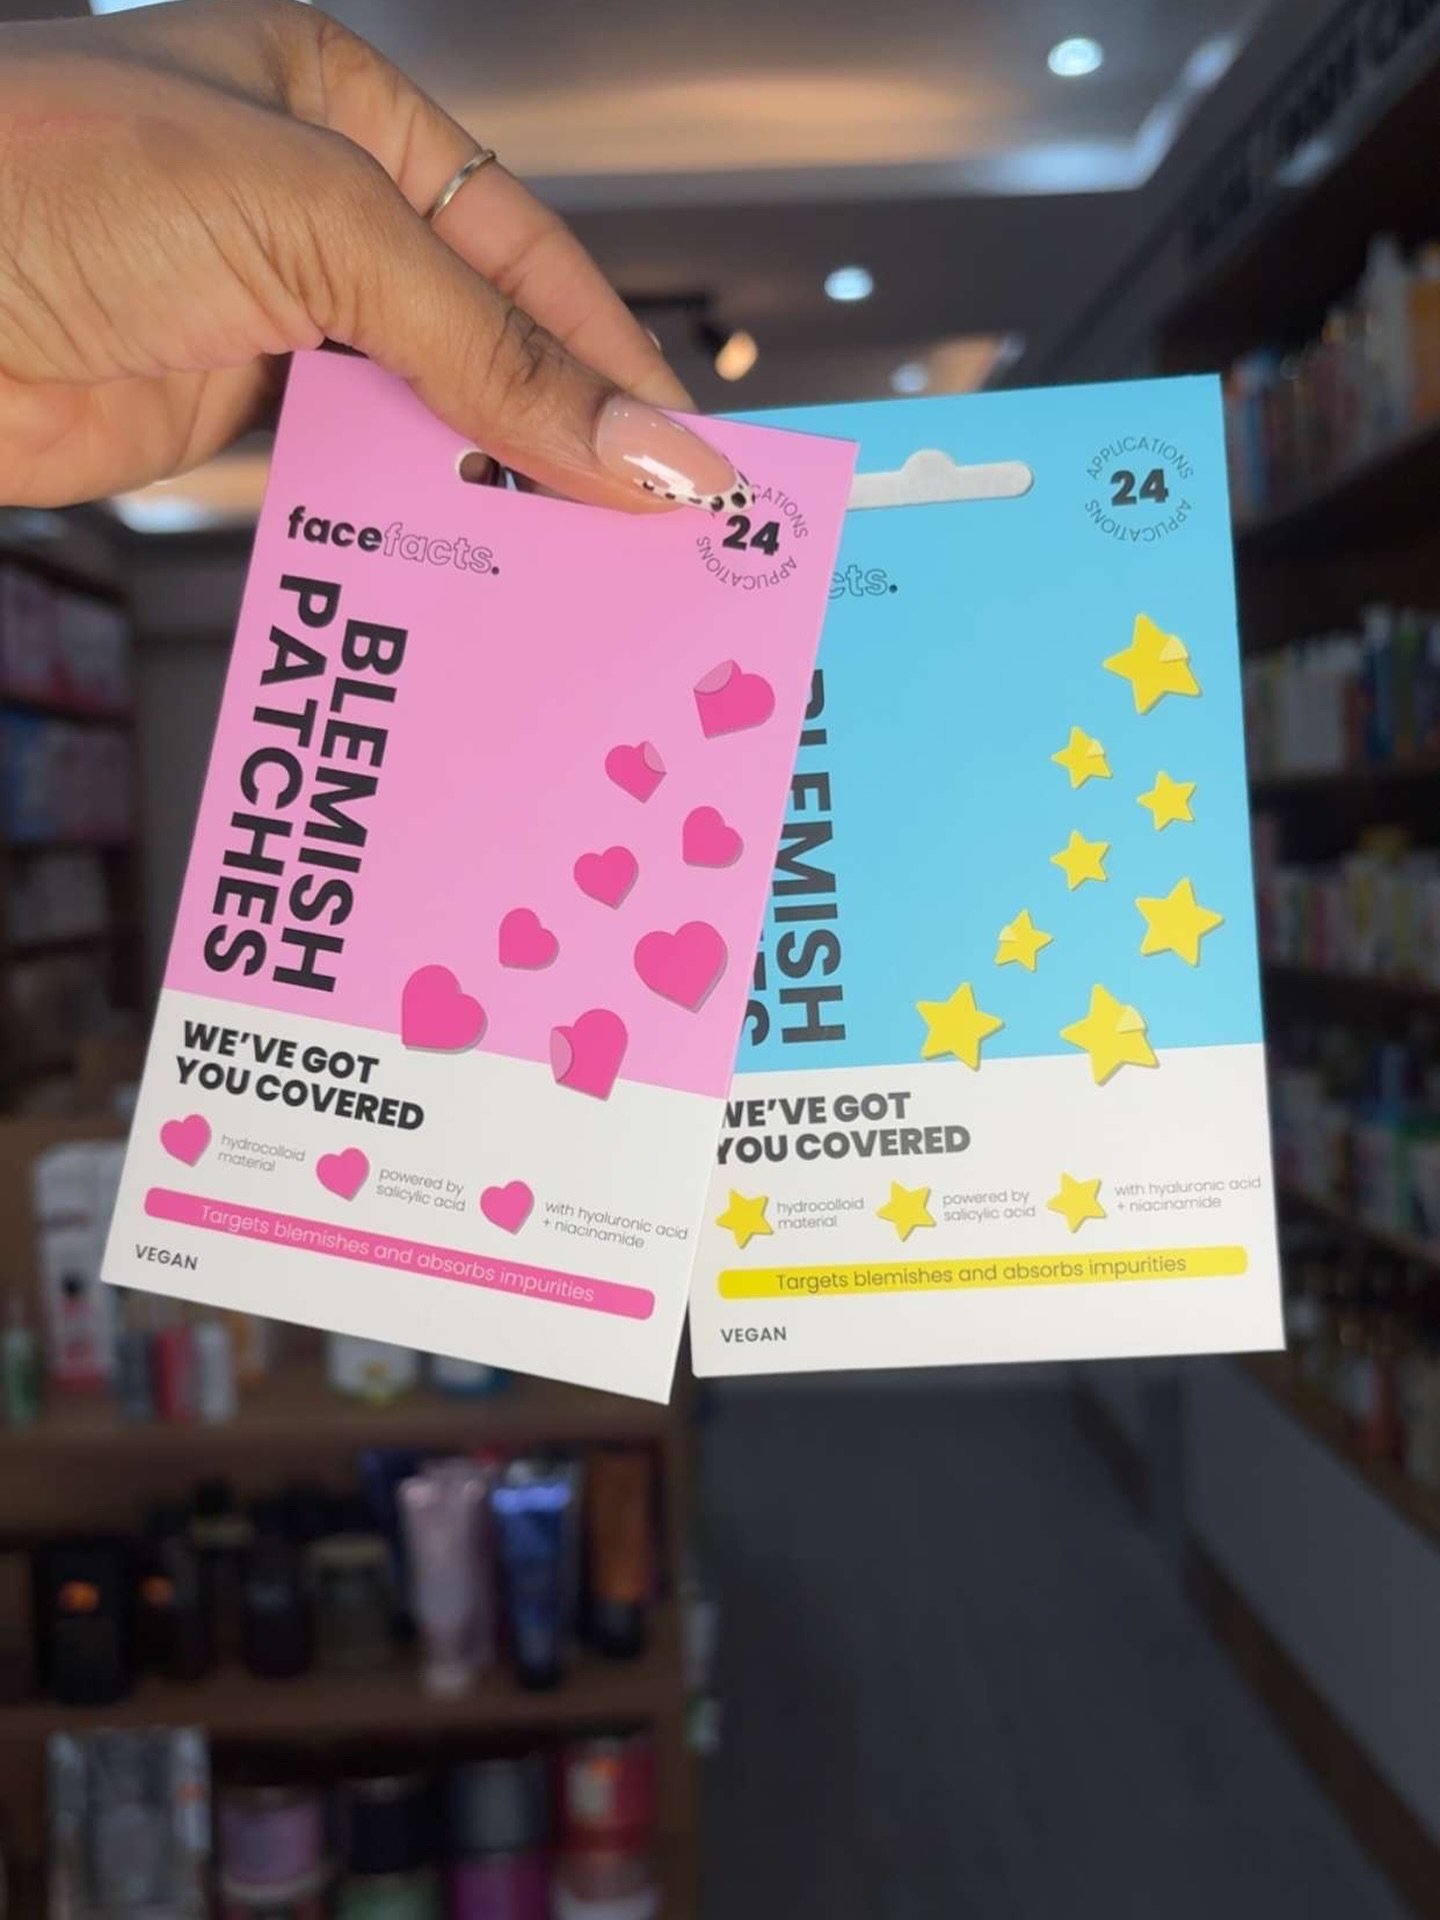 facefacts.
24
APPLICATIONS
BLEMISH
PATCHES
WE'VE GOT
YOU COVERED
hydrocolloid
material
powered by
salicylic acid
with hyaluronic acid
+ niacinamide
Targets blemishes and absorbs impurities
VEGAN
APPLICATIONS
24
APPLICATIONS
cts.
BLEMISH
ES
WE'VE GOT
YOU COVERED
hydrocolloid
material
powered by
salicylic acid
with hyaluronic acid
+ niacinamide
Targets blemishes and absorbs impurities
VEGAN